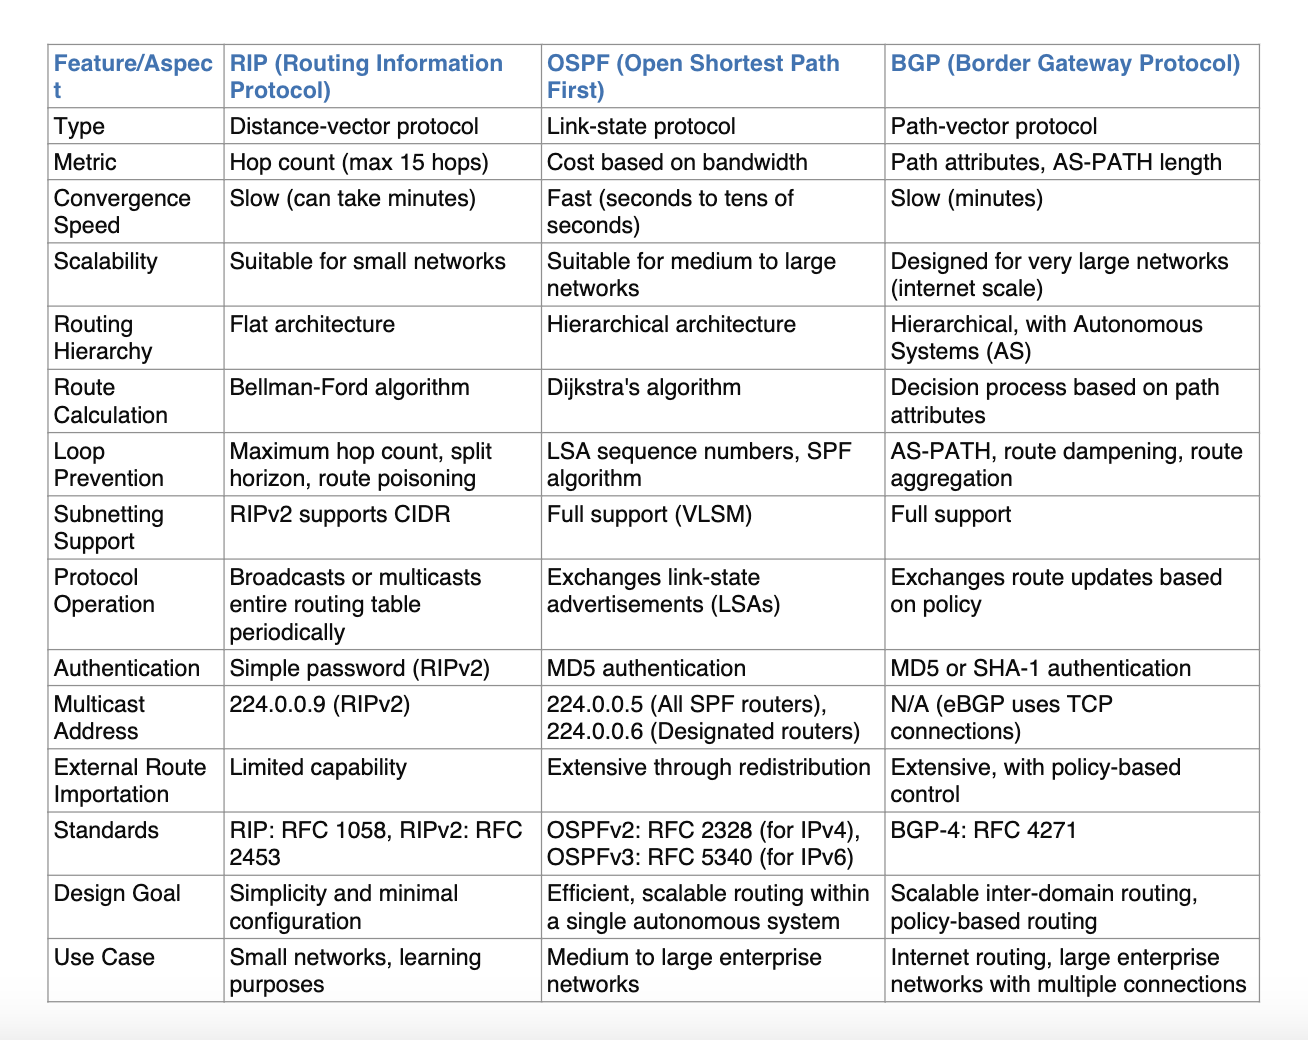 Feature/Aspec RIP (Routing Information OSPF (Open Shortest Path BGP (Border Gateway Protocol)
t Protocol) First)
Type Distance-vector protocol Link-state protocol Path-vector protocol
Metric Hop count (max 15 hops) Cost based on bandwidth Path attributes, AS-PATH length
Convergence Slow (can take minutes) Fast (seconds to tens of Slow (minutes)
Speed seconds)
Scalability Suitable for small networks Suitable for medium to large Designed for very large networks
networks (internet scale)
Routing Flat architecture Hierarchical architecture Hierarchical, with Autonomous
Hierarchy Systems (AS)
Route Bellman-Ford algorithm Dijkstra's algorithm Decision process based on path
Calculation attributes
Loop Maximum hop count, split LSA sequence numbers, SPF AS-PATH, route dampening, route
Prevention horizon, route poisoning algorithm aggregation
Subnetting RIPv2 supports CIDR Full support (VLSM) Full support
Support
Protocol Broadcasts or multicasts Exchanges link-state Exchanges route updates based
Operation entire routing table advertisements (LSAs) on policy
periodically
Authentication Simple password (RIPv2) MD5 authentication MD5 or SHA-1 authentication
Multicast 224.0.0.9 (RIPv2) 224.0.0.5 (All SPF routers), N/A (eBGP uses TCP
Address 224.0.0.6 (Designated routers) connections)
External Route Limited capability Extensive through redistribution Extensive, with policy-based
Importation control
Standards RIP: RFC 1058, RIPv2: RFC OSPFv2: RFC 2328 (for IPv4), BGP-4: RFC 4271
2453 OSPFv3: RFC 5340 (for IPv6)
Design Goal Simplicity and minimal Efficient, scalable routing within Scalable inter-domain routing,
configuration a single autonomous system policy-based routing
Use Case Small networks, learning Medium to large enterprise Internet routing, large enterprise
purposes networks networks with multiple connections